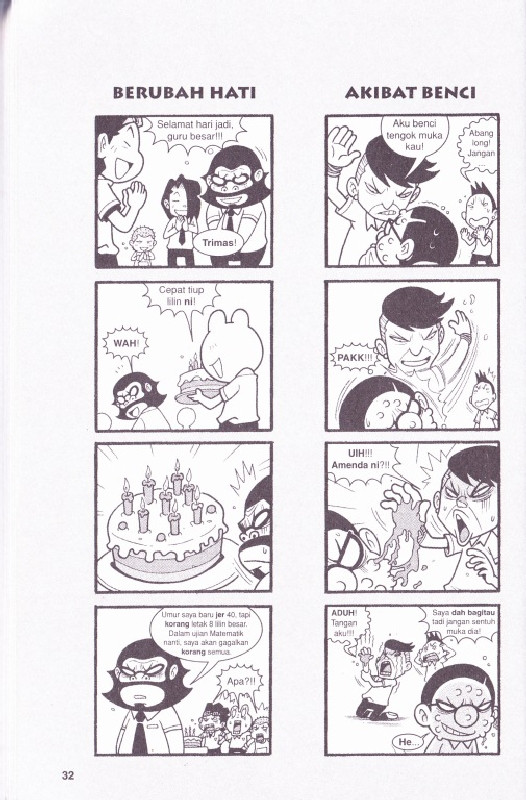 BERUBAH HATI
Selamat hari jadi,
guru besar!!!
Trimas!
Cepat tiup
lilin ni!
WAH!
Umur saya baru jer 40, tapi
korang letak 8 lilin besar.
Dalam ujian Matematik
nanti, saya akan gagalkan
korang semua.
Apa?!!!
AKIBAT BENCI
Aku benci
tengok muka
kau!
Abang
long!
Jangan
PAKK!!!
UIH!!!
Amenda ni?!!
ADUH!
Tangan
aku!!!!
Saya dah bagitau
tadi jangan sentuh
muka dia!
He...
32